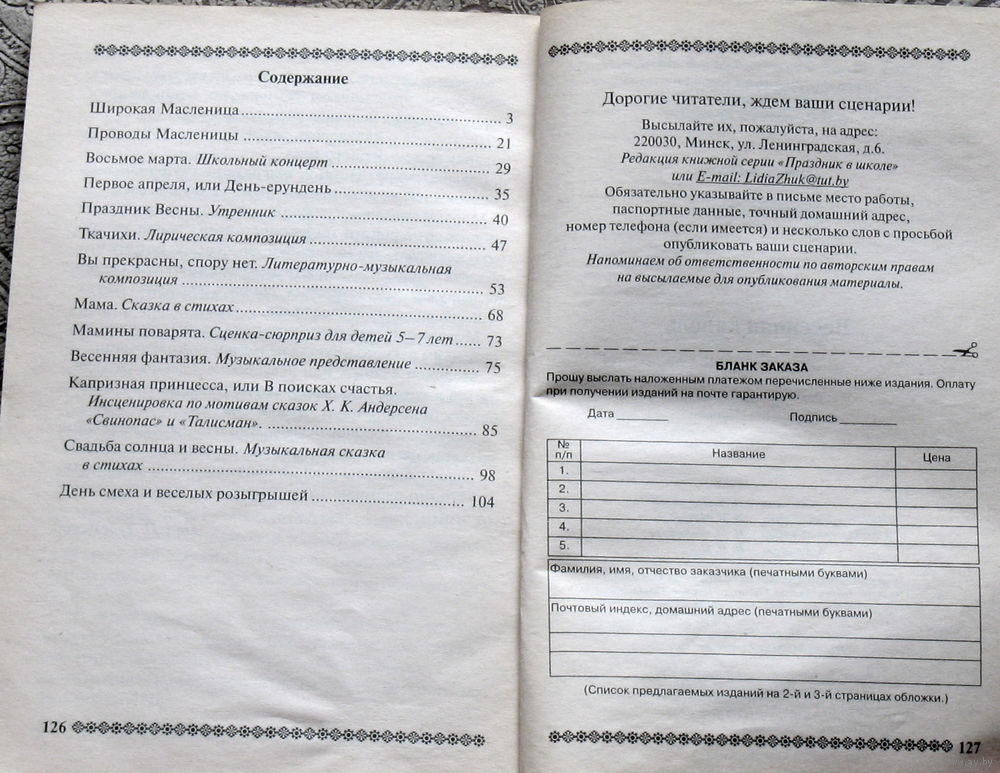 Содержание
Широкая Масленица .......... 3
Проводы Масленицы .......... 21
Восьмое марта. Школьный концерт .......... 29
Первое апреля, или День-ерундень .......... 35
Праздник Весны. Утренник .......... 40
Ткачихи. Лирическая композиция .......... 47
Вы прекрасны, спору нет. Литературно-музыкальная
композиция .......... 53
Мама. Сказка в стихах .......... 68
Мамины поварята. Сценка-сюрприз для детей 5–7 лет ...... 73
Весенняя фантазия. Музыкальное представление .......... 75
Капризная принцесса, или В поисках счастья.
Инсценировка по мотивам сказок Х. К. Андерсена
«Свинопас» и «Талисман». .......... 85
Свадьба солнца и весны. Музыкальная сказка
в стихах .......... 98
День смеха и веселых розыгрышей .......... 104
126
Дорогие читатели, ждем ваши сценарии!
Высылайте их, пожалуйста, на адрес:
220030, Минск, ул. Ленинградская, д.6.
Редакция книжной серии «Праздник в школе»
или E-mail: LidiaZhuk@tut.by
Обязательно указывайте в письме место работы,
паспортные данные, точный домашний адрес,
номер телефона (если имеется) и несколько слов с просьбой
опубликовать ваши сценарии.
Напоминаем об ответственности по авторским правам
на высылаемые для опубликования материалы.
БЛАНК ЗАКАЗА
Прошу выслать наложенным платежом перечисленные ниже издания. Оплату
при получении изданий на почте гарантирую.
Дата ________ Подпись ________
№ п/п Название Цена
1.
2.
3.
4.
5.
Фамилия, имя, отчество заказчика (печатными буквами)
Почтовый индекс, домашний адрес (печатными буквами)
(Список предлагаемых изданий на 2-й и 3-й страницах обложки.)
127